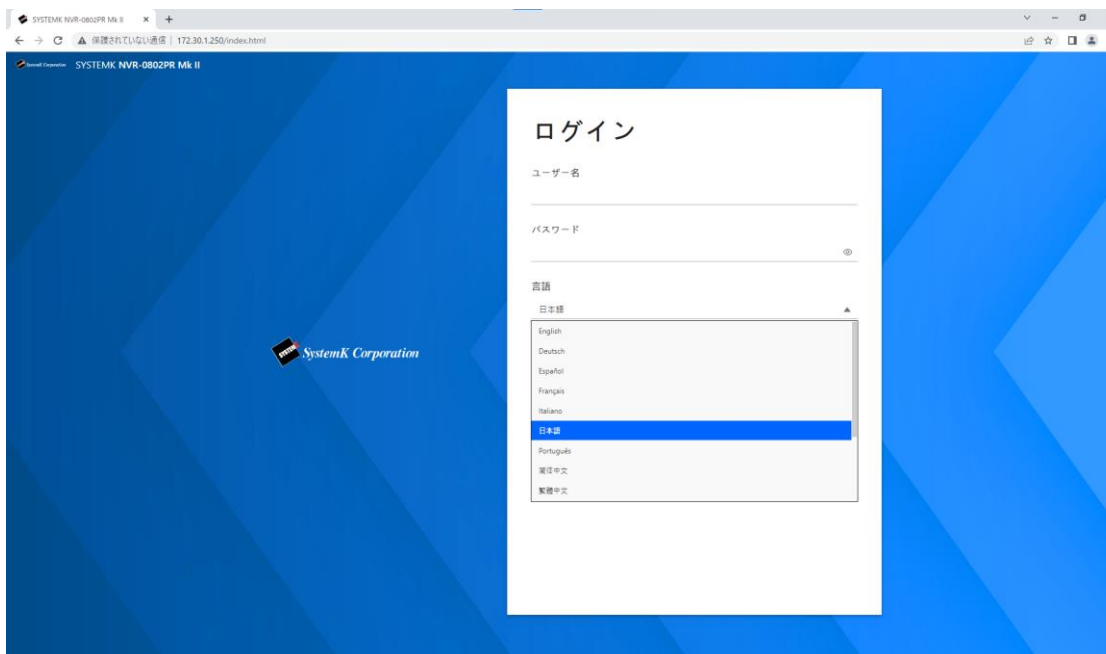 SYSTEMK NVR-0802PR Mk II
保護されていない通信 | 172.30.1.250/index.html
SystemK Corporation SYSTEMK NVR-0802PR Mk II
ログイン
ユーザー名
パスワード
言語
日本語
English
Deutsch
Español
Français
Italiano
日本語
Português
简体中文
繁體中文
SYSTEM K
SystemK Corporation